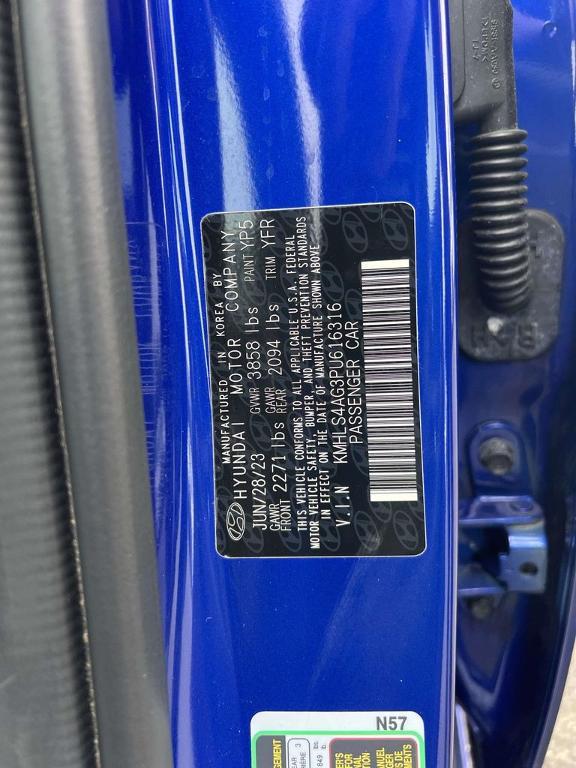 MANUFACTURED IN KOREA BY
HYUNDAI MOTOR COMPANY
JUN/28/23 GVWR 3858 lbs PAINT YP5
GAWR FRONT 2271 lbs GAWR REAR 2094 lbs TRIM YFR
THIS VEHICLE CONFORMS TO ALL APPLICABLE U.S.A. FEDERAL
MOTOR VEHICLE SAFETY, BUMPER, AND THEFT PREVENTION STANDARDS
IN EFFECT ON THE DATE OF MANUFACTURE SHOWN ABOVE
V.I.N KMHLS4AG3PU616316
PASSENGER CAR
N57